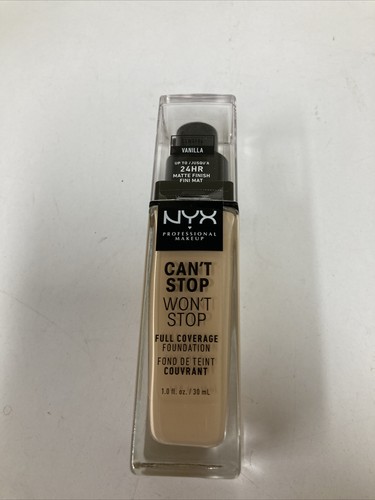 VANILLA
UP TO / JUSQU'À
24HR
MATTE FINISH
FINI MAT
NYX
PROFESSIONAL
MAKEUP
CAN'T
STOP
WON'T
STOP
FULL COVERAGE
FOUNDATION
FOND DE TEINT
COUVRANT
1.0 fl. oz. / 30 mL